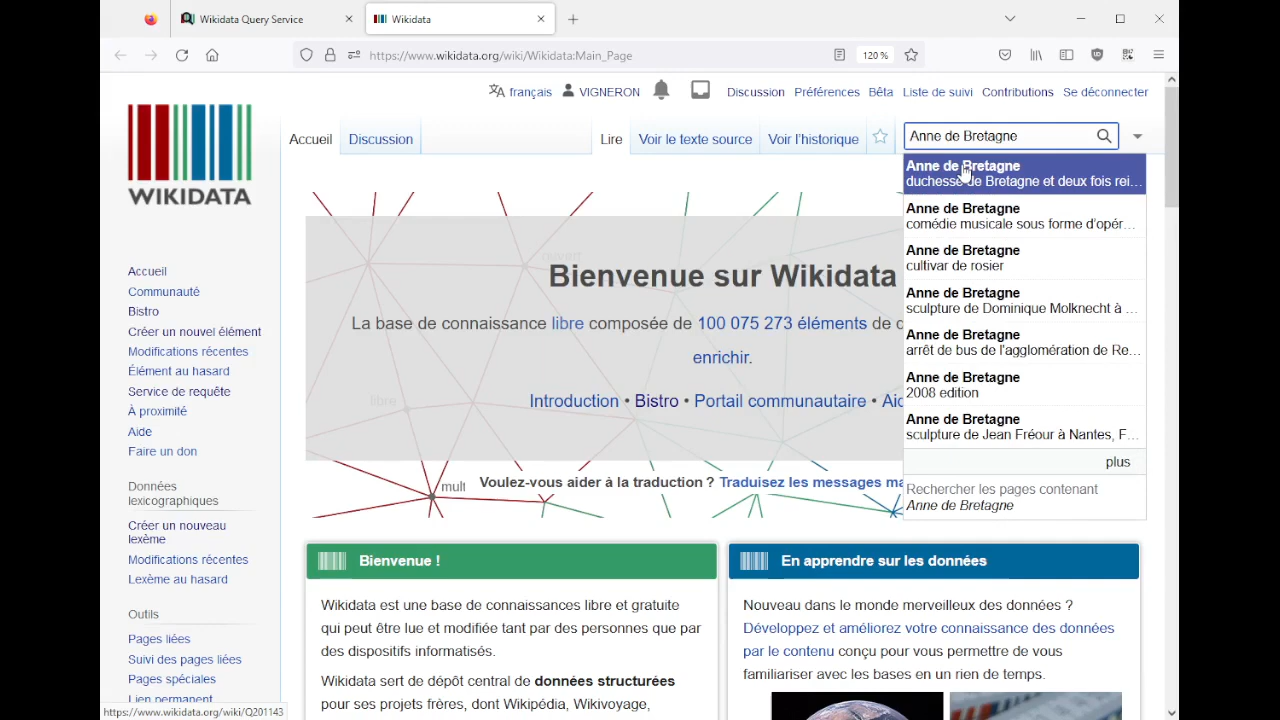 Wikidata Query Service
Wikidata
https://www.wikidata.org/wiki/Wikidata:Main_Page
120 %
français
VIGNERON
Discussion
Préférences
Bêta
Liste de suivi
Contributions
Se déconnecter
WIKIDATA
Accueil
Discussion
Lire
Voir le texte source
Voir l'historique
Anne de Bretagne
Anne de Bretagne
duchesse de Bretagne et deux fois rei…
Anne de Bretagne
comédie musicale sous forme d'opér…
Anne de Bretagne
cultivar de rosier
Anne de Bretagne
sculpture de Dominique Molknecht à …
Anne de Bretagne
arrêt de bus de l'agglomération de Re…
Anne de Bretagne
2008 edition
Anne de Bretagne
sculpture de Jean Fréour à Nantes, F…
plus
Rechercher les pages contenant
Anne de Bretagne
Accueil
Communauté
Bistro
Créer un nouvel élément
Modifications récentes
Élément au hasard
Service de requête
À proximité
Aide
Faire un don
Données
lexicographiques
Créer un nouveau
lexème
Modifications récentes
Lexème au hasard
Outils
Pages liées
Suivi des pages liées
Pages spéciales
Lien permanent
https://www.wikidata.org/wiki/Q201143
Bienvenue sur Wikidata
La base de connaissance libre composée de 100 075 273 éléments de d
enrichir.
Introduction • Bistro • Portail communautaire • Aid
libre
mult
Voulez-vous aider à la traduction ? Traduisez les messages ma
Bienvenue !
Wikidata est une base de connaissances libre et gratuite
qui peut être lue et modifiée tant par des personnes que par
des dispositifs informatisés.
Wikidata sert de dépôt central de données structurées
pour ses projets frères, dont Wikipédia, Wikivoyage,
En apprendre sur les données
Nouveau dans le monde merveilleux des données ?
Développez et améliorez votre connaissance des données
par le contenu conçu pour vous permettre de vous
familiariser avec les bases en un rien de temps.